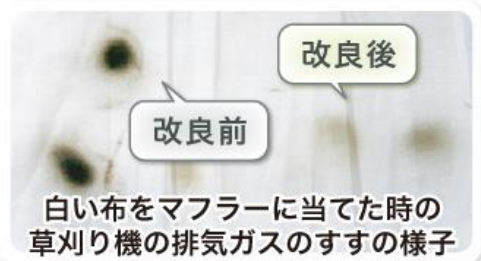 改良後
改良前
白い布をマフラーに当てた時の
草刈り機の排気ガスのすすの様子